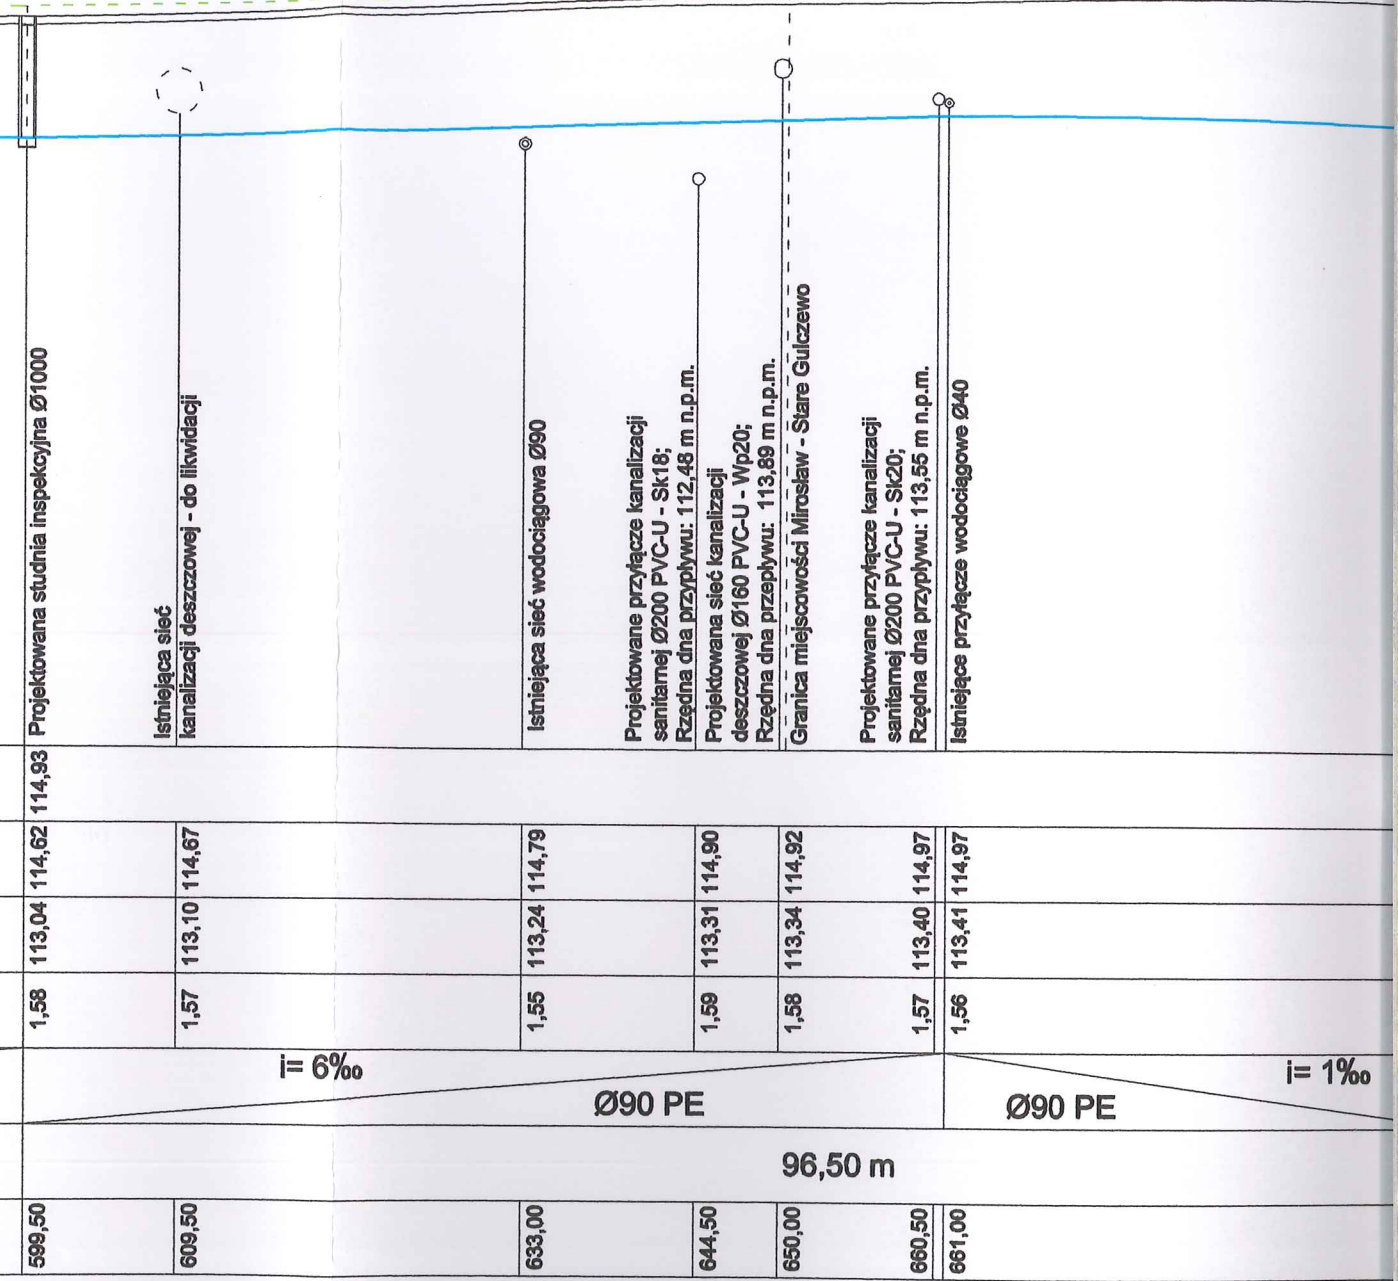 Projektowana studnia inspekcyjna Ø1000
Istniejąca sieć
kanalizacji deszczowej - do likwidacji
Istniejąca sieć wodociągowa Ø90
Projektowane przyłącze kanalizacji
sanitarnej Ø200 PVC-U - Sk18;
Rzędna dna przypływu: 112,48 m n.p.m.
Projektowana sieć kanalizacji
deszczowej Ø160 PVC-U - Wp20;
Rzędna dna przepływu: 113,89 m n.p.m.
Granica miejscowości Mirosław - Stare Gulczewo
Projektowane przyłącze kanalizacji
sanitarnej Ø200 PVC-U - Sk20;
Rzędna dna przypływu: 113,55 m n.p.m.
Istniejące przyłącze wodociągowe Ø40
114,93
114,62 114,67 114,79 114,90 114,92 114,97 114,97
113,04 113,10 113,24 113,31 113,34 113,40 113,41
1,58 1,57 1,55 1,59 1,58 1,57 1,56
i= 6‰ i= 1‰
Ø90 PE Ø90 PE
96,50 m
599,50 609,50 633,00 644,50 650,00 660,50 661,00